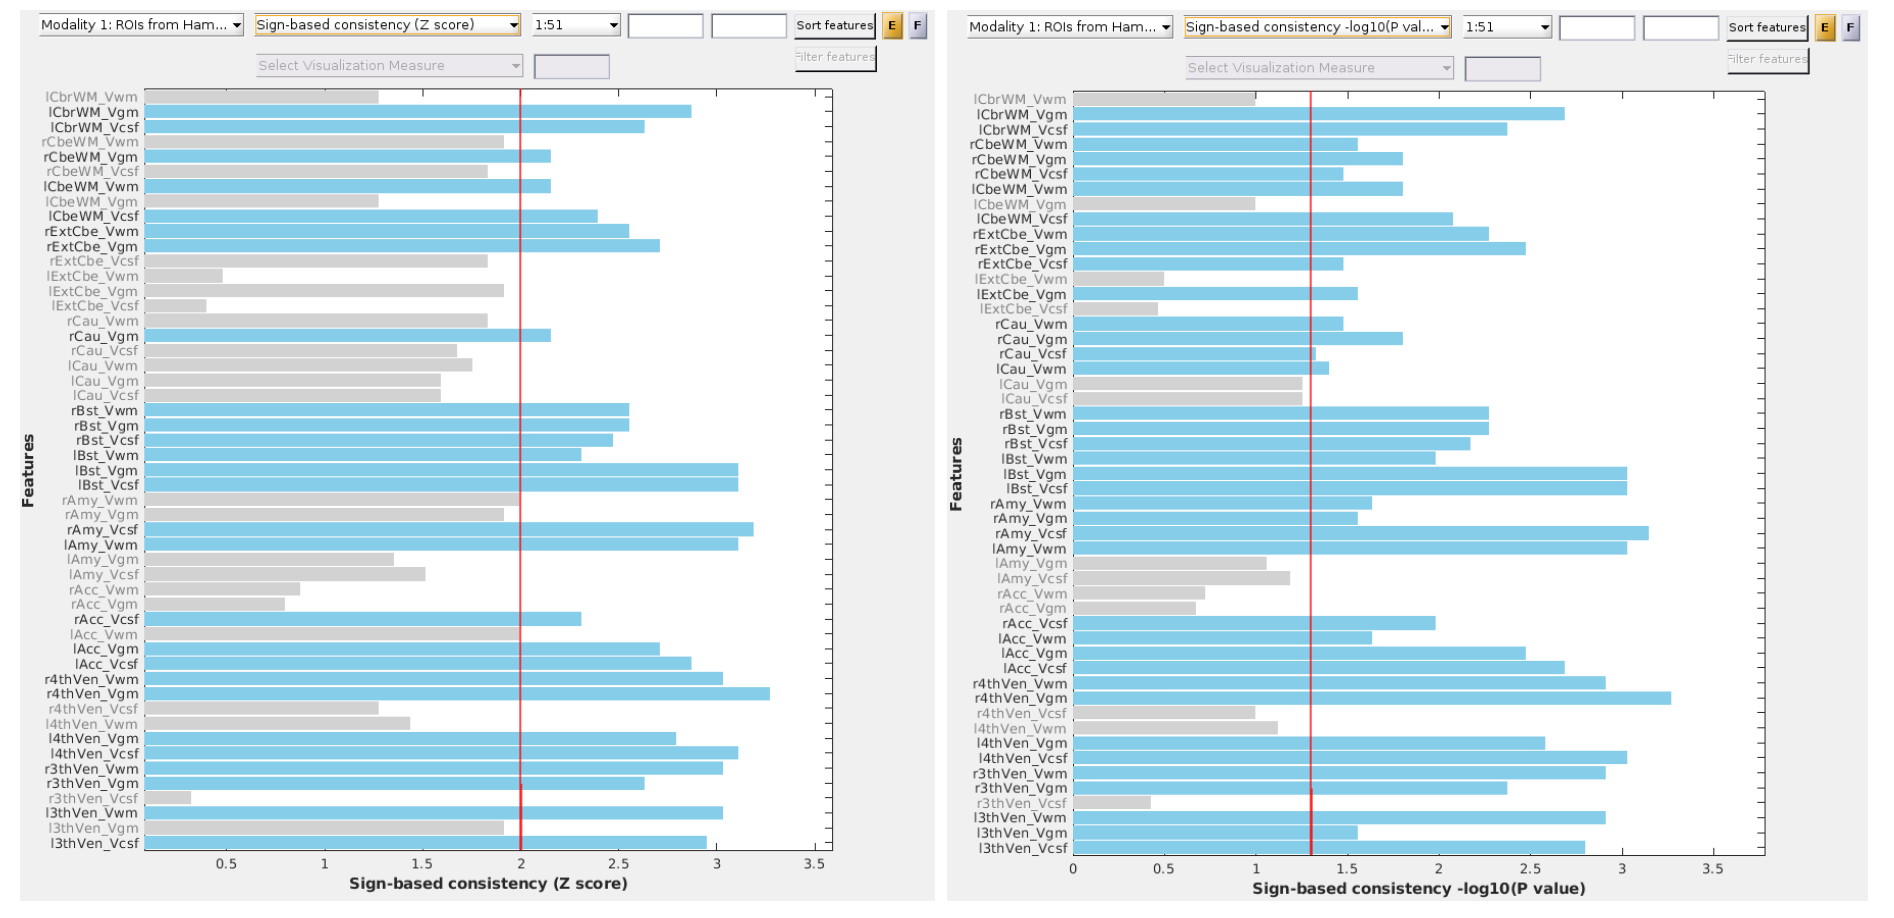 Modality 1: ROIs from Ham... Sign-based consistency (Z score) 1:51 Sort features E F
Select Visualization Measure Filter features
lCbrWM_Vwm
lCbrWM_Vgm
lCbrWM_Vcsf
rCbeWM_Vwm
rCbeWM_Vgm
rCbeWM_Vcsf
lCbeWM_Vwm
lCbeWM_Vgm
lCbeWM_Vcsf
rExtCbe_Vwm
rExtCbe_Vgm
rExtCbe_Vcsf
lExtCbe_Vwm
lExtCbe_Vgm
lExtCbe_Vcsf
rCau_Vwm
rCau_Vgm
rCau_Vcsf
lCau_Vwm
lCau_Vgm
lCau_Vcsf
rBst_Vwm
rBst_Vgm
rBst_Vcsf
lBst_Vwm
lBst_Vgm
lBst_Vcsf
rAmy_Vwm
rAmy_Vgm
rAmy_Vcsf
lAmy_Vwm
lAmy_Vgm
lAmy_Vcsf
rAcc_Vwm
rAcc_Vgm
rAcc_Vcsf
lAcc_Vwm
lAcc_Vgm
lAcc_Vcsf
r4thVen_Vwm
r4thVen_Vgm
r4thVen_Vcsf
l4thVen_Vwm
l4thVen_Vgm
l4thVen_Vcsf
r3thVen_Vwm
r3thVen_Vgm
r3thVen_Vcsf
l3thVen_Vwm
l3thVen_Vgm
l3thVen_Vcsf
Features
0.5 1 1.5 2 2.5 3 3.5
Sign-based consistency (Z score)
Modality 1: ROIs from Ham... Sign-based consistency -log10(P val... 1:51 Sort features E F
Select Visualization Measure Filter features
lCbrWM_Vwm
lCbrWM_Vgm
lCbrWM_Vcsf
rCbeWM_Vwm
rCbeWM_Vgm
rCbeWM_Vcsf
lCbeWM_Vwm
lCbeWM_Vgm
lCbeWM_Vcsf
rExtCbe_Vwm
rExtCbe_Vgm
rExtCbe_Vcsf
lExtCbe_Vwm
lExtCbe_Vgm
lExtCbe_Vcsf
rCau_Vwm
rCau_Vgm
rCau_Vcsf
lCau_Vwm
lCau_Vgm
lCau_Vcsf
rBst_Vwm
rBst_Vgm
rBst_Vcsf
lBst_Vwm
lBst_Vgm
lBst_Vcsf
rAmy_Vwm
rAmy_Vgm
rAmy_Vcsf
lAmy_Vwm
lAmy_Vgm
lAmy_Vcsf
rAcc_Vwm
rAcc_Vgm
rAcc_Vcsf
lAcc_Vwm
lAcc_Vgm
lAcc_Vcsf
r4thVen_Vwm
r4thVen_Vgm
r4thVen_Vcsf
l4thVen_Vwm
l4thVen_Vgm
l4thVen_Vcsf
r3thVen_Vwm
r3thVen_Vgm
r3thVen_Vcsf
l3thVen_Vwm
l3thVen_Vgm
l3thVen_Vcsf
Features
0 0.5 1 1.5 2 2.5 3 3.5
Sign-based consistency -log10(P value)